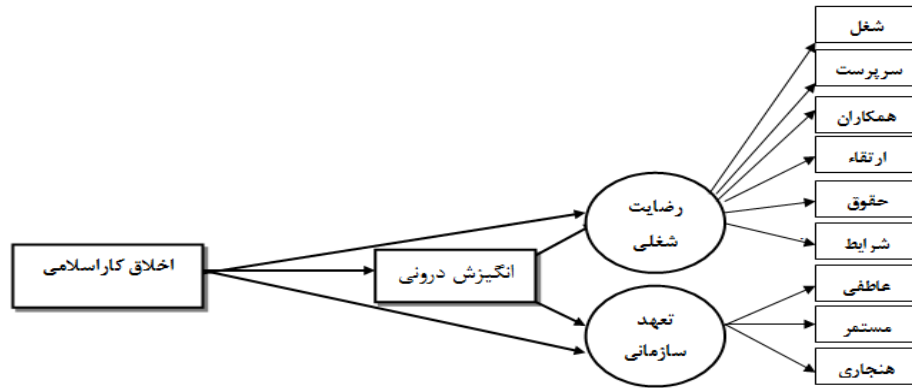 شغل
سرپرست
همکاران
ارتقاء
حقوق
شرایط
عاطفی
مستمر
هنجاری
رضایت
شغلی
تعهد
سازمانی
انگیزش درونی
اخلاق کاراسلامی